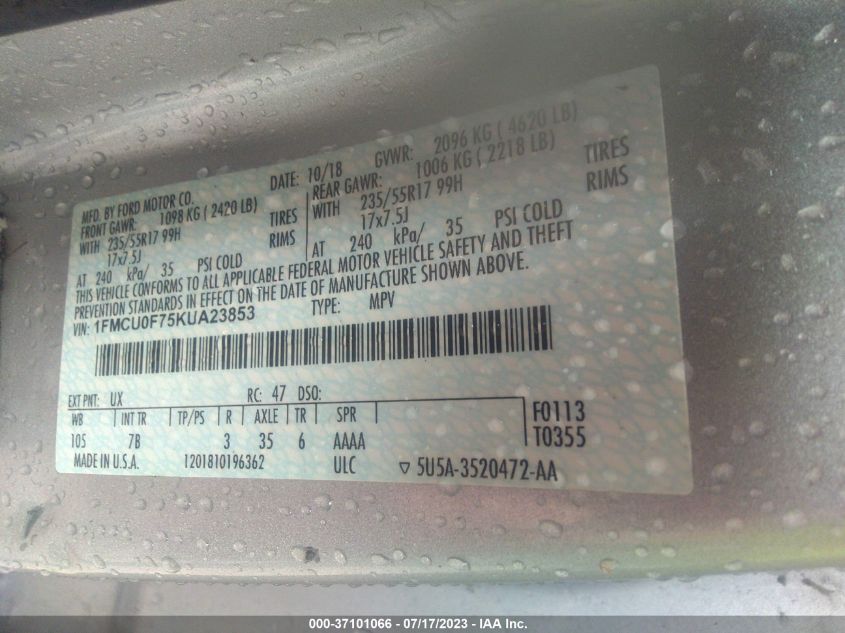 MFD. BY FORD MOTOR CO. DATE: 10/18 GVWR: 2096 KG ( 4620 LB)
FRONT GAWR: 1098 KG ( 2420 LB) REAR GAWR: 1006 KG ( 2218 LB)
WITH 235/55R17 99H TIRES WITH 235/55R17 99H TIRES
17x7.5J RIMS 17x7.5J RIMS
AT 240 kPa/ 35 PSI COLD AT 240 kPa/ 35 PSI COLD
THIS VEHICLE CONFORMS TO ALL APPLICABLE FEDERAL MOTOR VEHICLE SAFETY AND THEFT
PREVENTION STANDARDS IN EFFECT ON THE DATE OF MANUFACTURE SHOWN ABOVE.
VIN: 1FMCU0F75KUA23853 TYPE: MPV
EXT PNT: UX RC: 47 DSO:
WB INT TR TP/PS R AXLE TR SPR F0113
105 7B 3 35 6 AAAA T0355
MADE IN U.S.A. 1201810196362 ULC ▽ 5U5A-3520472-AA
000-37101066 - 07/17/2023 - IAA Inc.